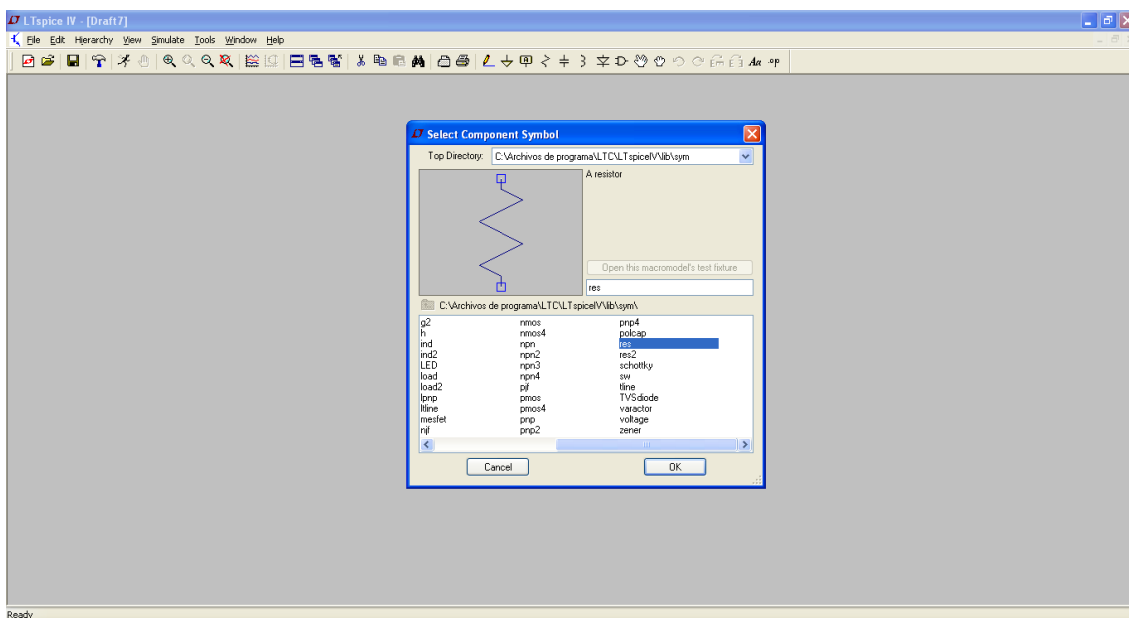 LTspice IV - [Draft7]
File Edit Hierarchy View Simulate Tools Window Help
Aa .op
Select Component Symbol
Top Directory: C:\Archivos de programa\LTC\LTspiceIV\lib\sym
A resistor
Open this macromodel's test fixture
res
C:\Archivos de programa\LTC\LTspiceIV\lib\sym\
g2 nmos pnp4
h nmos4 polcap
ind npn res
ind2 npn2 res2
LED npn3 schottky
load npn4 sw
load2 pjf tline
lpnp pmos TVSdiode
ltline pmos4 varactor
mesfet pnp voltage
njf pnp2 zener
Cancel OK
Ready